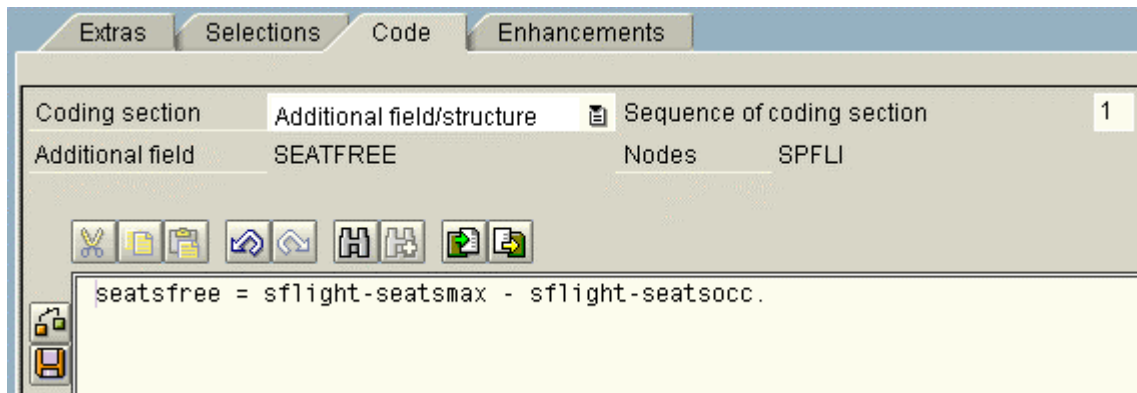 Extras Selections Code Enhancements
Coding section Additional field/structure Sequence of coding section 1
Additional field SEATFREE Nodes SPFLI
seatsfree = sflight-seatsmax - sflight-seatsocc.